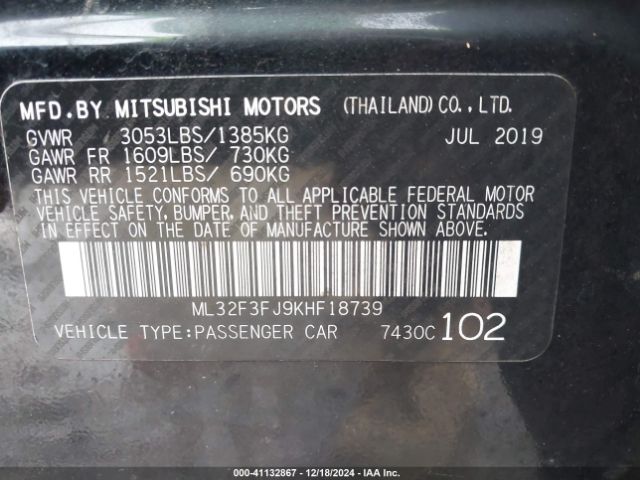 MFD.BY MITSUBISHI MOTORS (THAILAND)CO.,LTD.
GVWR 3053LBS/1385KG JUL 2019
GAWR FR 1609LBS/ 730KG
GAWR RR 1521LBS/ 690KG
THIS VEHICLE CONFORMS TO ALL APPLICABLE FEDERAL MOTOR
VEHICLE SAFETY, BUMPER, AND THEFT PREVENTION STANDARDS
IN EFFECT ON THE DATE OF MANUFACTURE SHOWN ABOVE.
ML32F3FJ9KHF18739
VEHICLE TYPE:PASSENGER CAR 7430C 102
000-41132867 - 12/18/2024 - IAA Inc.